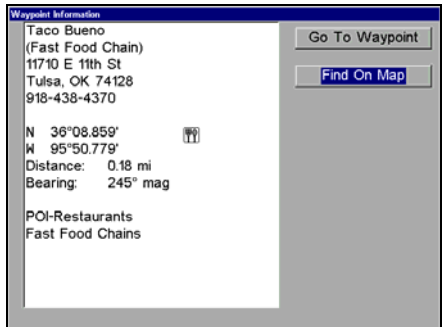 Waypoint Information
Taco Bueno
(Fast Food Chain)
11710 E 11th St
Tulsa, OK 74128
918-438-4370
N 36°08.859'
W 95°50.779'
Distance: 0.18 mi
Bearing: 245° mag
POI-Restaurants
Fast Food Chains
Go To Waypoint
Find On Map